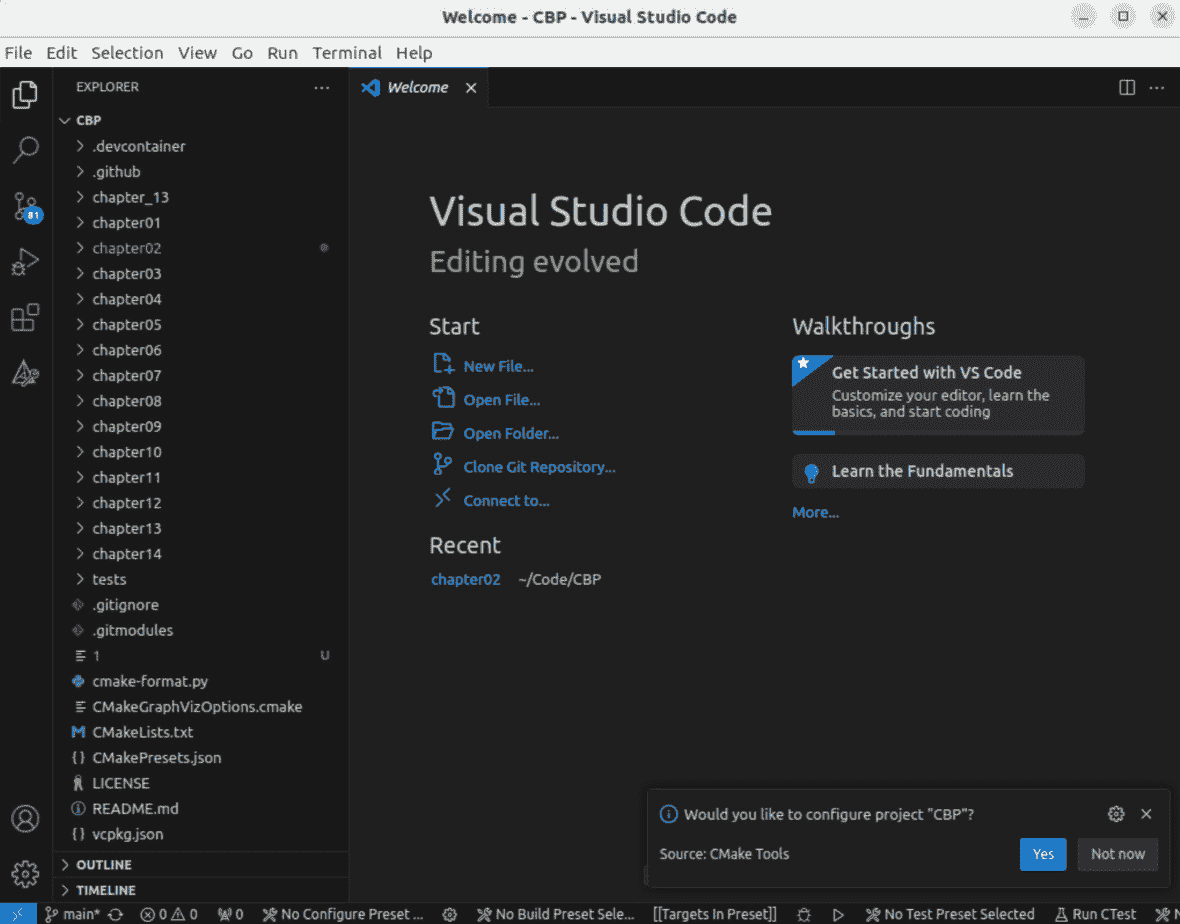 Welcome - CBP - Visual Studio Code
File Edit Selection View Go Run Terminal Help
EXPLORER
Welcome
CBP
.devcontainer
.github
chapter_13
chapter01
chapter02
chapter03
chapter04
chapter05
chapter06
chapter07
chapter08
chapter09
chapter10
chapter11
chapter12
chapter13
chapter14
tests
.gitignore
.gitmodules
1 U
cmake-format.py
CMakeGraphVizOptions.cmake
CMakeLists.txt
CMakePresets.json
LICENSE
README.md
vcpkg.json
OUTLINE
TIMELINE
81
Visual Studio Code
Editing evolved
Start
New File...
Open File...
Open Folder...
Clone Git Repository...
Connect to...
Recent
chapter02 ~/Code/CBP
Walkthroughs
Get Started with VS Code
Customize your editor, learn the
basics, and start coding
Learn the Fundamentals
More...
Would you like to configure project "CBP"?
Source: CMake Tools
Yes Not now
main* 0 0 0 No Configure Preset ... No Build Preset Sele... [[Targets In Preset]] No Test Preset Selected Run CTest N